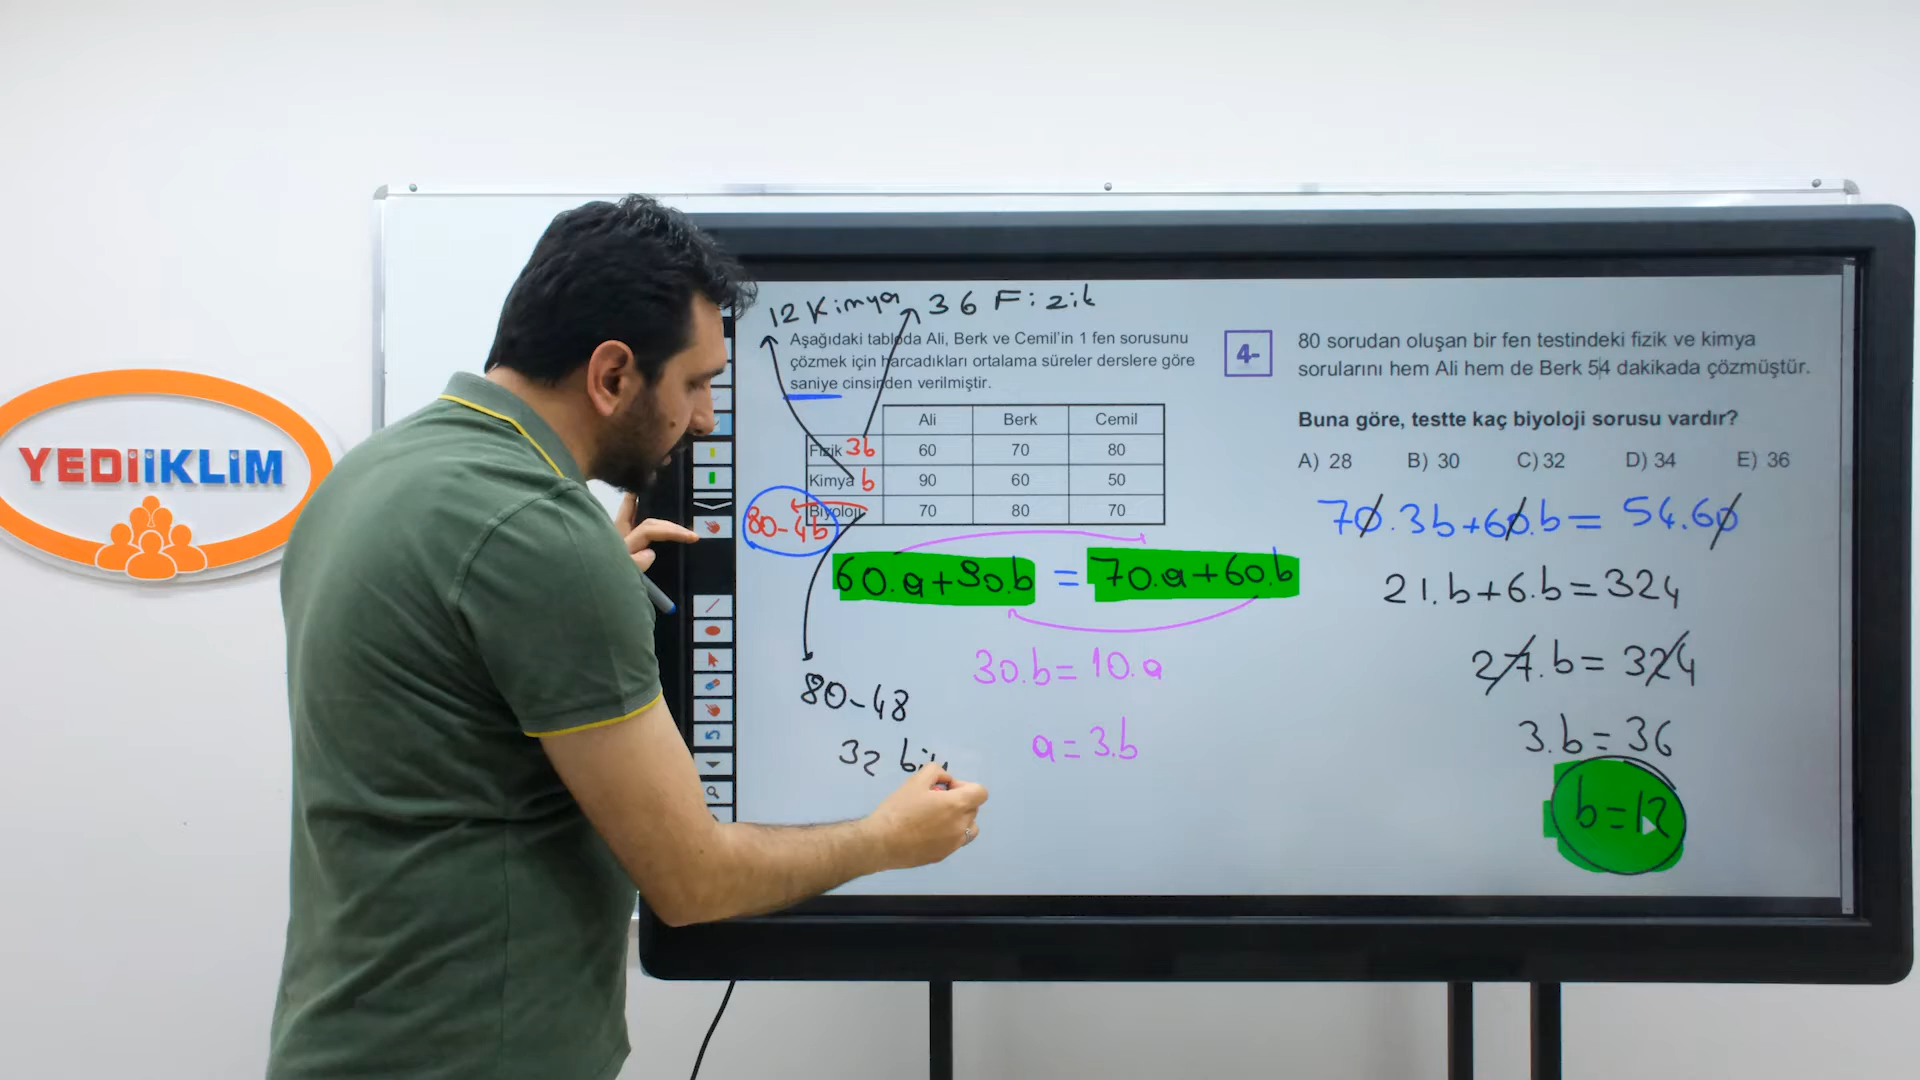 YEDİİKLİM
12 Kimya
36 Fizik
Aşağıdaki tabloda Ali, Berk ve Cemil'in 1 fen sorusunu
çözmek için harcadıkları ortalama süreler derslere göre
saniye cinsinden verilmiştir.
Ali Berk Cemil
Fizik 3b 60 70 80
Kimya b 90 60 50
80-4b Biyoloji 70 80 70
60.a+90.b = 70.a+60.b
30.b=10.a
a=3.b
80-48
32 biy
4- 80 sorudan oluşan bir fen testindeki fizik ve kimya
sorularını hem Ali hem de Berk 54 dakikada çözmüştür.
Buna göre, testte kaç biyoloji sorusu vardır?
A) 28 B) 30 C) 32 D) 34 E) 36
70.3b+60.b=54.60
21.b+6.b=324
27.b=324
3.b=36
b=12